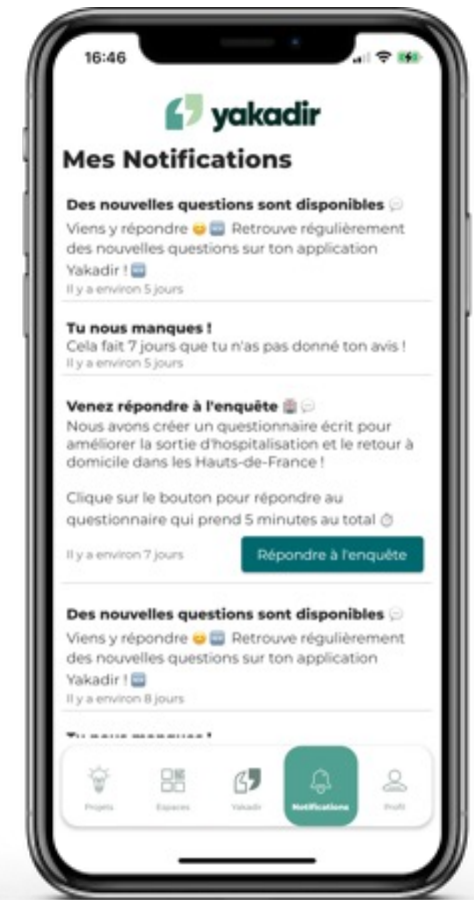 16:46
yakadir
Mes Notifications
Des nouvelles questions sont disponibles 💬
Viens y répondre 😊🆕 Retrouve régulièrement
des nouvelles questions sur ton application
Yakadir ! 🆕
Il y a environ 5 jours
Tu nous manques !
Cela fait 7 jours que tu n'as pas donné ton avis !
Il y a environ 5 jours
Venez répondre à l'enquête 🏥💬
Nous avons créer un questionnaire écrit pour
améliorer la sortie d'hospitalisation et le retour à
domicile dans les Hauts-de-France !
Clique sur le bouton pour répondre au
questionnaire qui prend 5 minutes au total ⏱
Il y a environ 7 jours
Répondre à l'enquête
Des nouvelles questions sont disponibles 💬
Viens y répondre 😊🆕 Retrouve régulièrement
des nouvelles questions sur ton application
Yakadir ! 🆕
Il y a environ 8 jours
Tu nous manques !
Projets
Espaces
Yakadir
Notifications
Profil